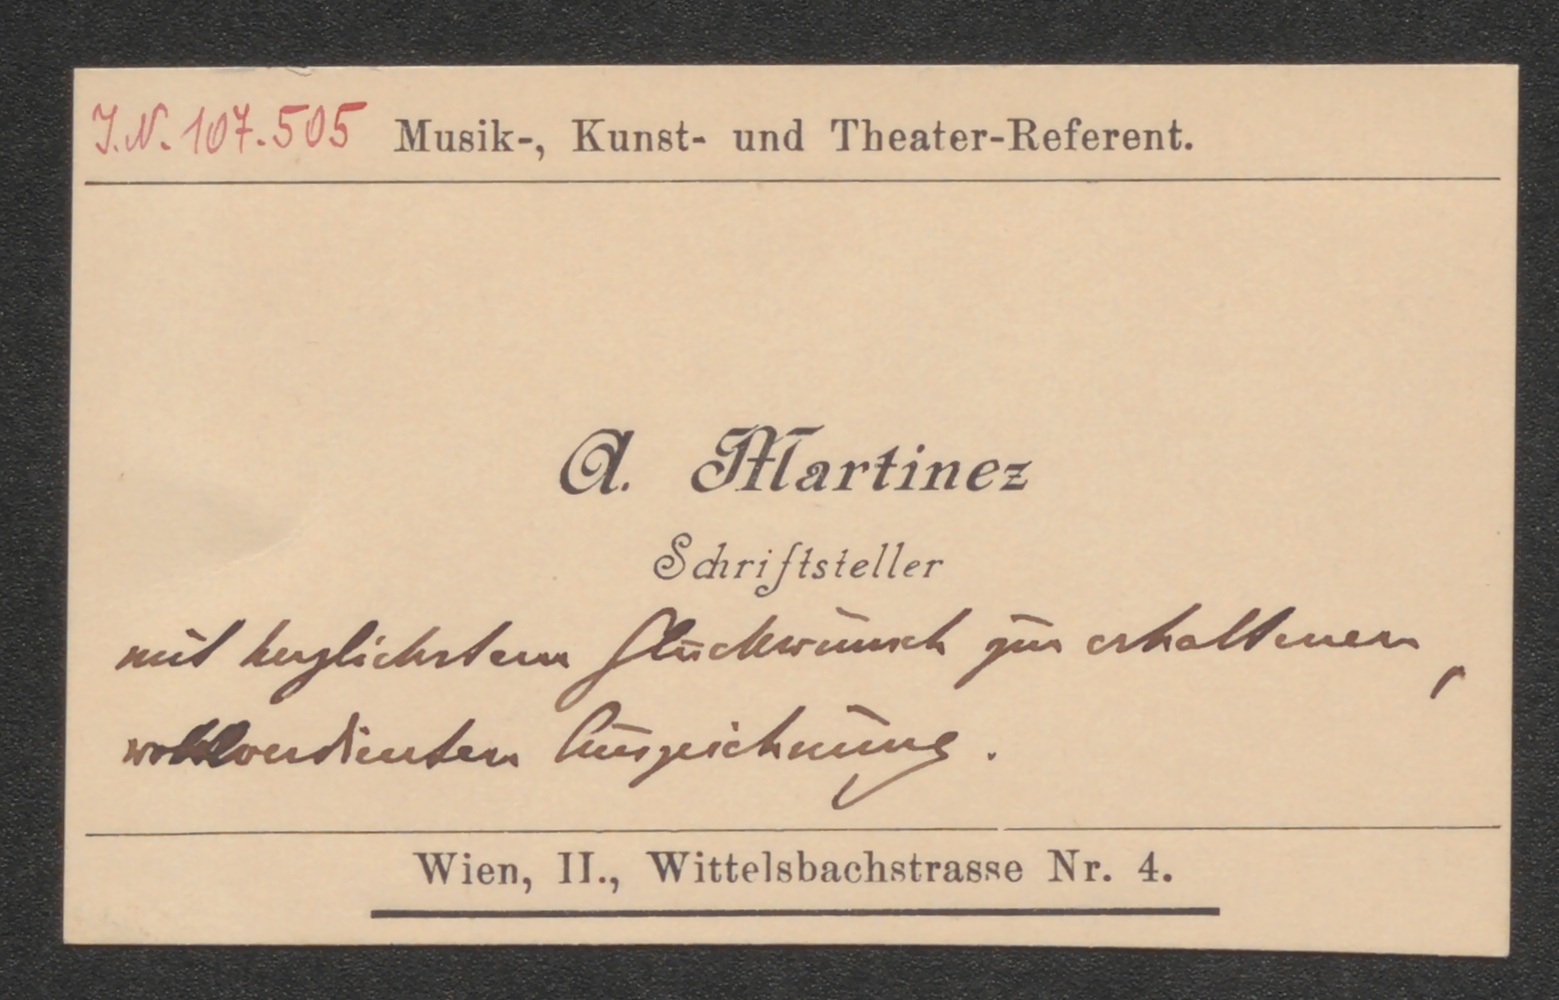 I.N. 107.505 Musik-, Kunst- und Theater-Referent.
A. Martinez
Schriftsteller
mit herzlichstem Glückwunsch zur erhaltenen,
wohlverdienten Auszeichnung.
Wien, II., Wittelsbachstrasse Nr. 4.